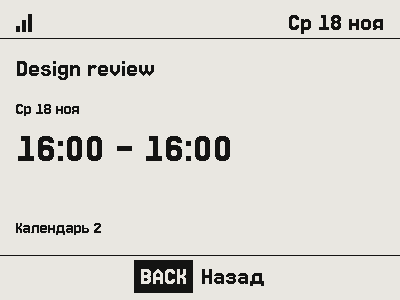 Ср 18 ноя
Design review
Ср 18 ноя
16:00 – 16:00
Календарь 2
BACK Назад